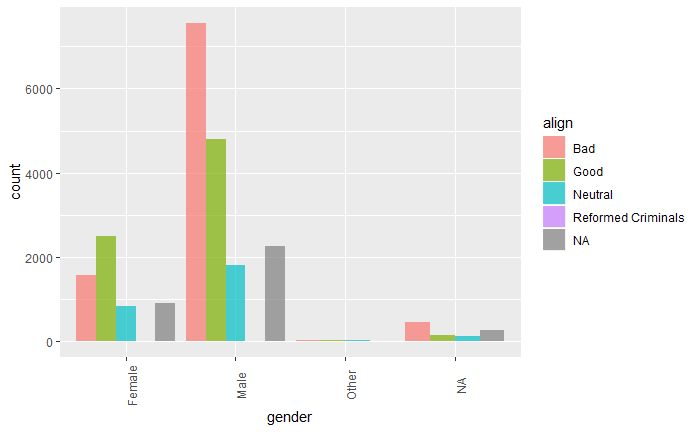 6000
4000
2000
0
count
Female
Male
Other
NA
gender
align
Bad
Good
Neutral
Reformed Criminals
NA